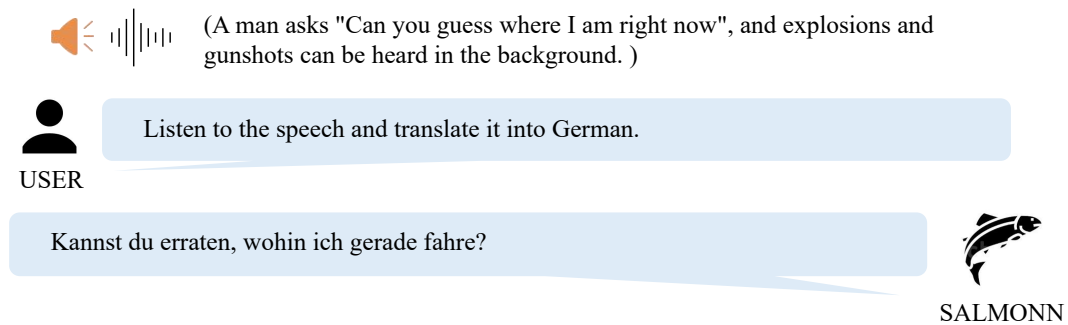 (A man asks "Can you guess where I am right now", and explosions and
gunshots can be heard in the background. )
Listen to the speech and translate it into German.
USER
Kannst du erraten, wohin ich gerade fahre?
SALMONN